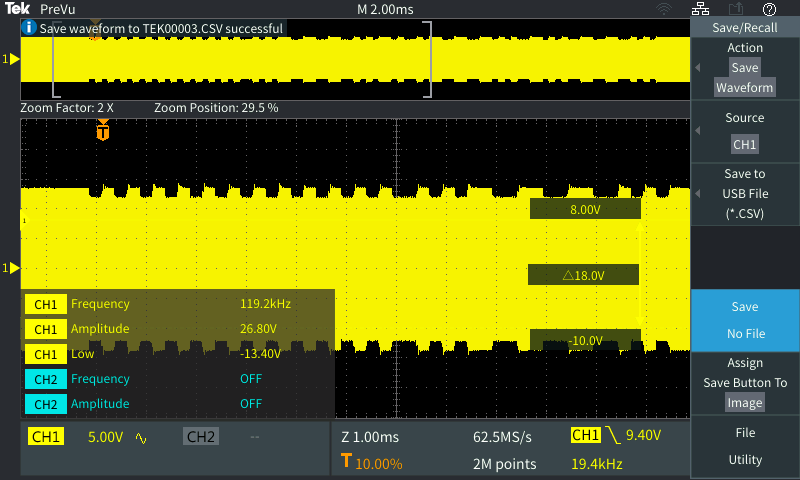 Tek PreVu M 2.00ms
Save waveform to TEK00003.CSV successful
Save/Recall
Action
Save
Waveform
1
Zoom Factor: 2 X Zoom Position: 29.5 %
Source
CH1
T
Save to
USB File
(*.CSV)
8.00V
1
1
△18.0V
CH1 Frequency 119.2kHz
CH1 Amplitude 26.80V
CH1 Low -13.40V
CH2 Frequency OFF
CH2 Amplitude OFF
-10.0V
Save
No File
Assign
Save Button To
Image
CH1 5.00V CH2 -- Z 1.00ms 62.5MS/s CH1 9.40V
T 10.00% 2M points 19.4kHz
File
Utility